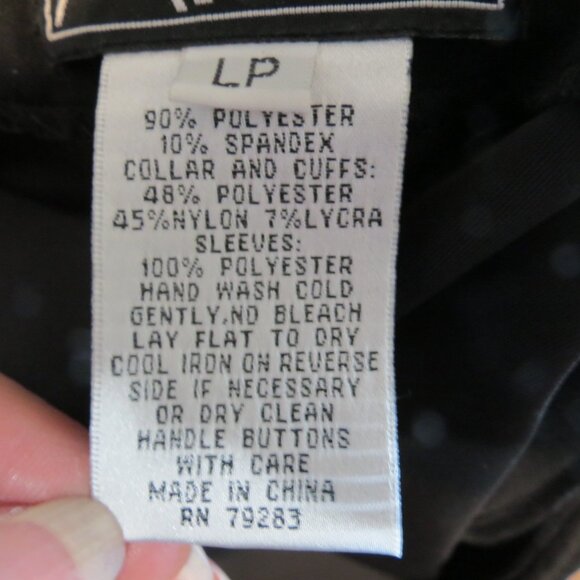 LP
90% POLYESTER
10% SPANDEX
COLLAR AND CUFFS:
48% POLYESTER
45%NYLON 7%LYCRA
SLEEVES:
100% POLYESTER
HAND WASH COLD
GENTLY,NO BLEACH
LAY FLAT TO DRY
COOL IRON ON REVERSE
SIDE IF NECESSARY
OR DRY CLEAN
HANDLE BUTTONS
WITH CARE
MADE IN CHINA
RN 79283